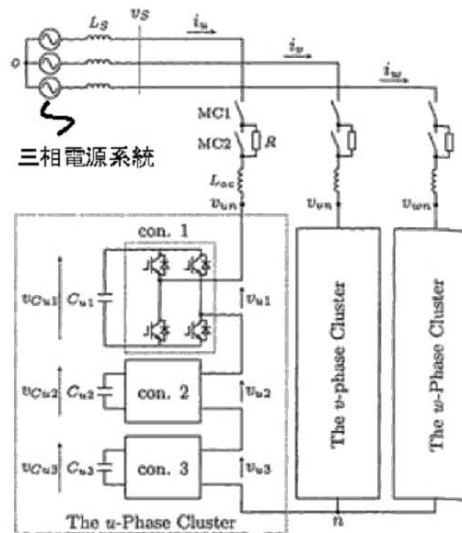 L_S
v_S
i_u
i_v
i_w
o
三相電源系統
MC1
MC2
R
L_ac
v_un
v_vn
v_wn
con. 1
v_Cu1
C_u1
v_u1
v_Cu2
C_u2
con. 2
v_u2
v_Cu3
C_u3
con. 3
v_u3
The u-Phase Cluster
The v-phase Cluster
The w-Phase Cluster
n